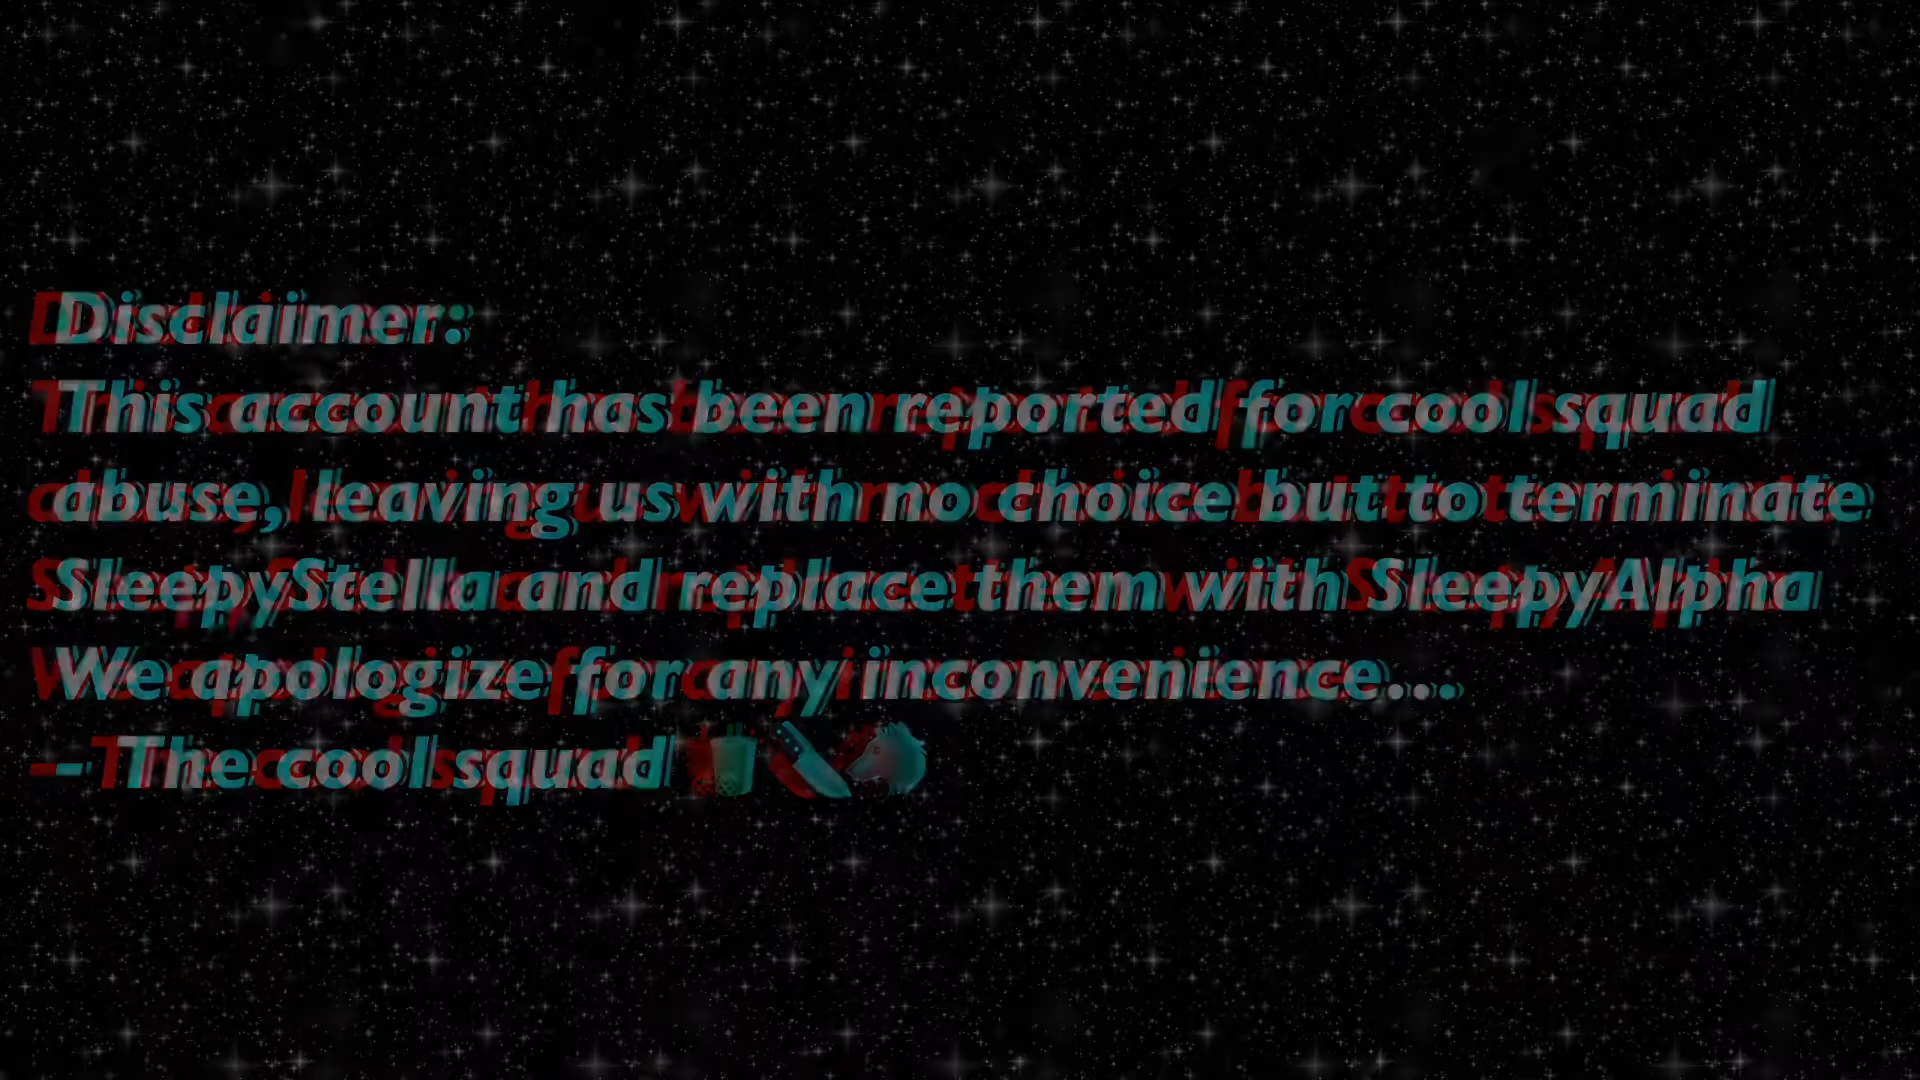 Disclaimer:
This account has been reported for cool squad
abuse, leaving us with no choice but to terminate
SleepyStella and replace them with SleepyAlpha
We apologize for any inconvenience...
- The cool squad 🧋🔪🐺